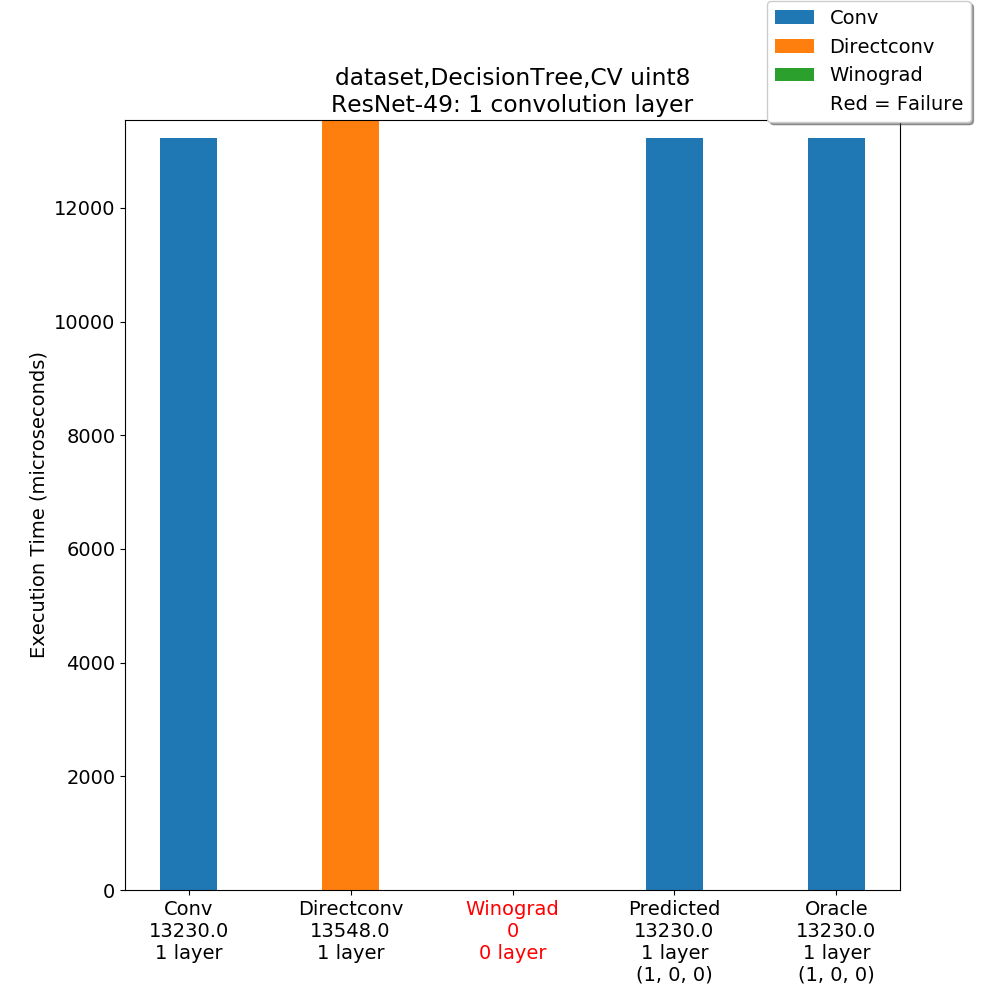 Conv
Directconv
Winograd
Red = Failure
dataset,DecisionTree,CV uint8
ResNet-49: 1 convolution layer
Execution Time (microseconds)
12000
10000
8000
6000
4000
2000
0
Conv
13230.0
1 layer
Directconv
13548.0
1 layer
Winograd
0
0 layer
Predicted
13230.0
1 layer
(1, 0, 0)
Oracle
13230.0
1 layer
(1, 0, 0)